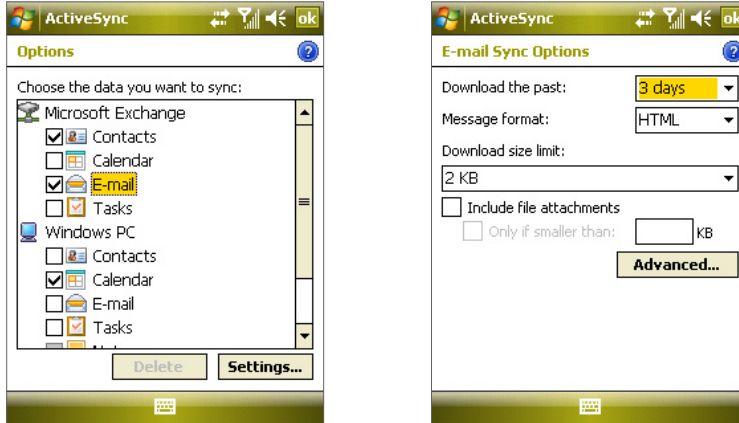 ActiveSync
ok
Options
?
Choose the data you want to sync:
Microsoft Exchange
Contacts
Calendar
E-mail
Tasks
Windows PC
Contacts
Calendar
E-mail
Tasks
Delete
Settings...
ActiveSync
ok
E-mail Sync Options
?
Download the past:
3 days
Message format:
HTML
Download size limit:
2 KB
Include file attachments
Only if smaller than:
KB
Advanced...